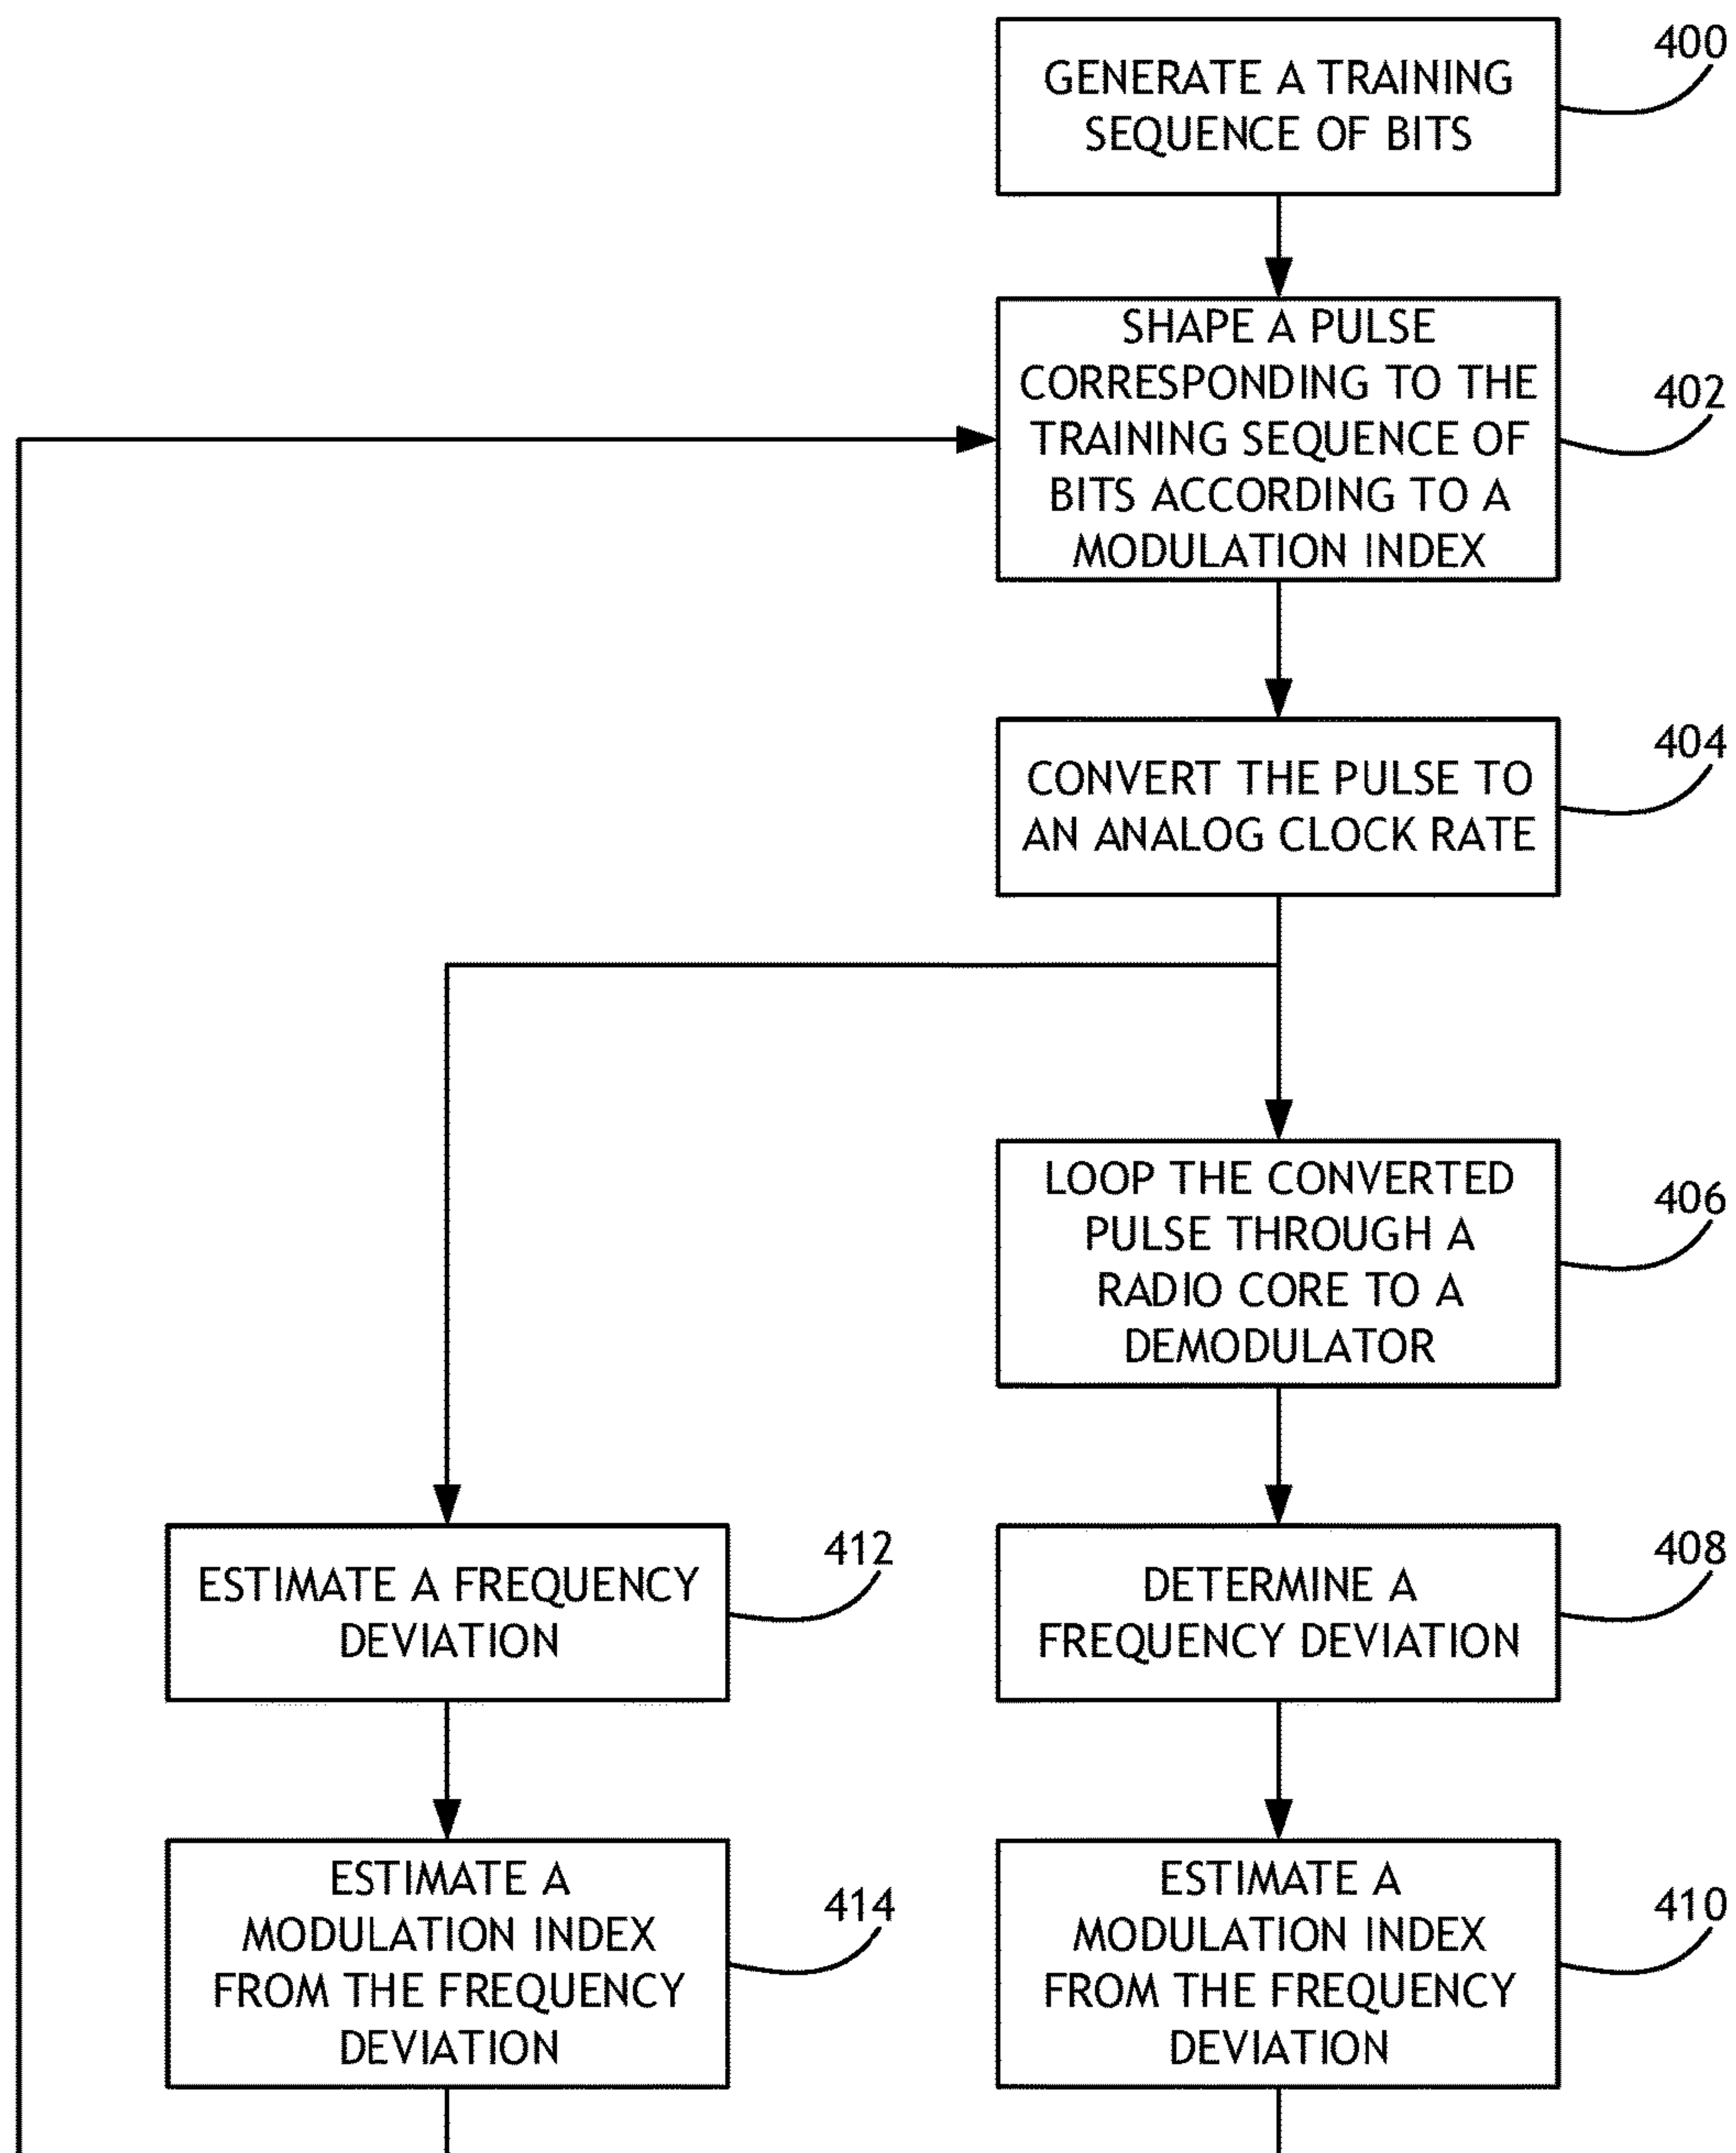 GENERATE A TRAINING
SEQUENCE OF BITS
400
SHAPE A PULSE
CORRESPONDING TO THE
TRAINING SEQUENCE OF
BITS ACCORDING TO A
MODULATION INDEX
402
CONVERT THE PULSE TO
AN ANALOG CLOCK RATE
404
LOOP THE CONVERTED
PULSE THROUGH A
RADIO CORE TO A
DEMODULATOR
406
ESTIMATE A FREQUENCY
DEVIATION
412
DETERMINE A
FREQUENCY DEVIATION
408
ESTIMATE A
MODULATION INDEX
FROM THE FREQUENCY
DEVIATION
414
ESTIMATE A
MODULATION INDEX
FROM THE FREQUENCY
DEVIATION
410